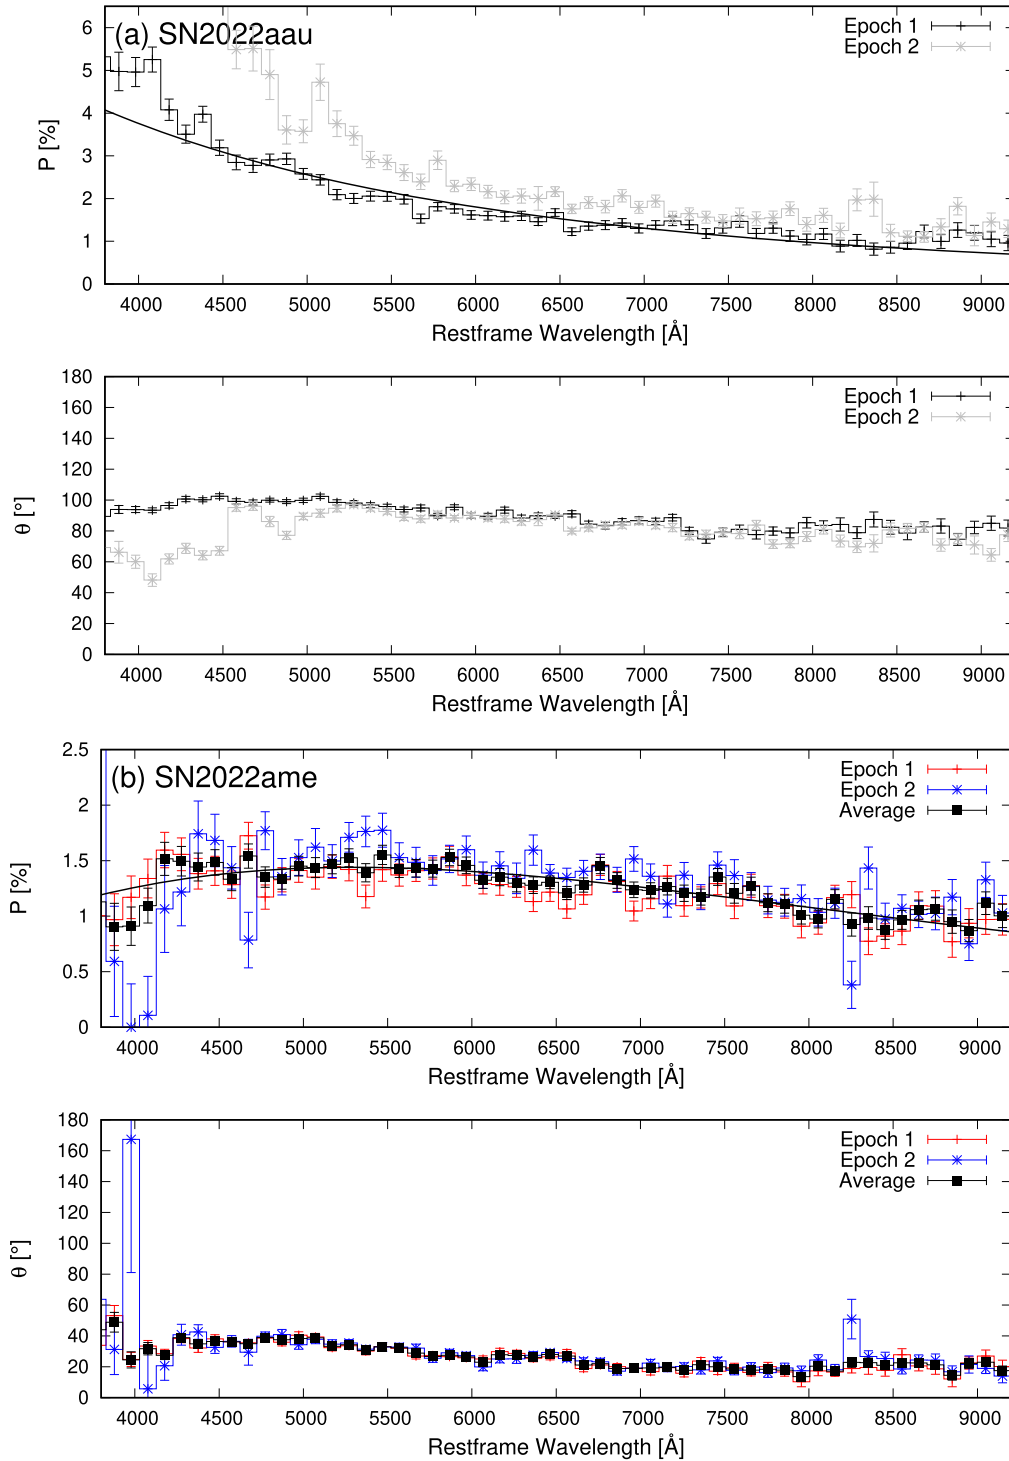 (a) SN2022aau
Epoch 1
Epoch 2
P [%]
6
5
4
3
2
1
0
4000 4500 5000 5500 6000 6500 7000 7500 8000 8500 9000
Restframe Wavelength [Å]
Epoch 1
Epoch 2
θ [°]
180
160
140
120
100
80
60
40
20
0
4000 4500 5000 5500 6000 6500 7000 7500 8000 8500 9000
Restframe Wavelength [Å]
(b) SN2022ame
Epoch 1
Epoch 2
Average
P [%]
2.5
2
1.5
1
0.5
0
4000 4500 5000 5500 6000 6500 7000 7500 8000 8500 9000
Restframe Wavelength [Å]
Epoch 1
Epoch 2
Average
θ [°]
180
160
140
120
100
80
60
40
20
0
4000 4500 5000 5500 6000 6500 7000 7500 8000 8500 9000
Restframe Wavelength [Å]